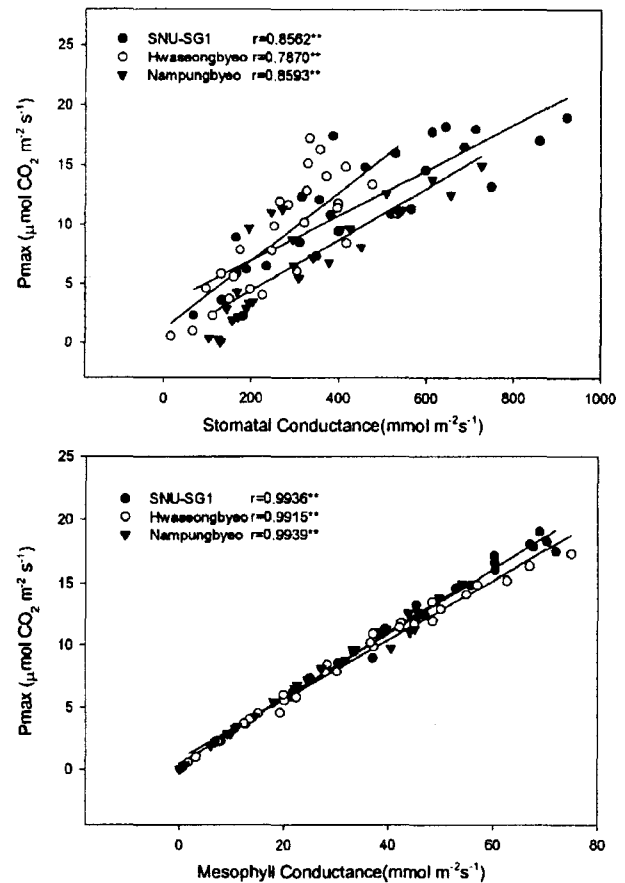 25
20
15
10
5
0
Pmax (μmol CO₂ m⁻² s⁻¹)
SNU-SG1 r=0.8562**
Hwaseongbyeo r=0.7870**
Nampungbyeo r=0.8593**
0 200 400 600 800 1000
Stomatal Conductance(mmol m⁻²s⁻¹)
25
20
15
10
5
0
Pmax (μmol CO₂ m⁻² s⁻¹)
SNU-SG1 r=0.9936**
Hwaseongbyeo r=0.9915**
Nampungbyeo r=0.9939**
0 20 40 60 80
Mesophyll Conductance(mmol m⁻²s⁻¹)